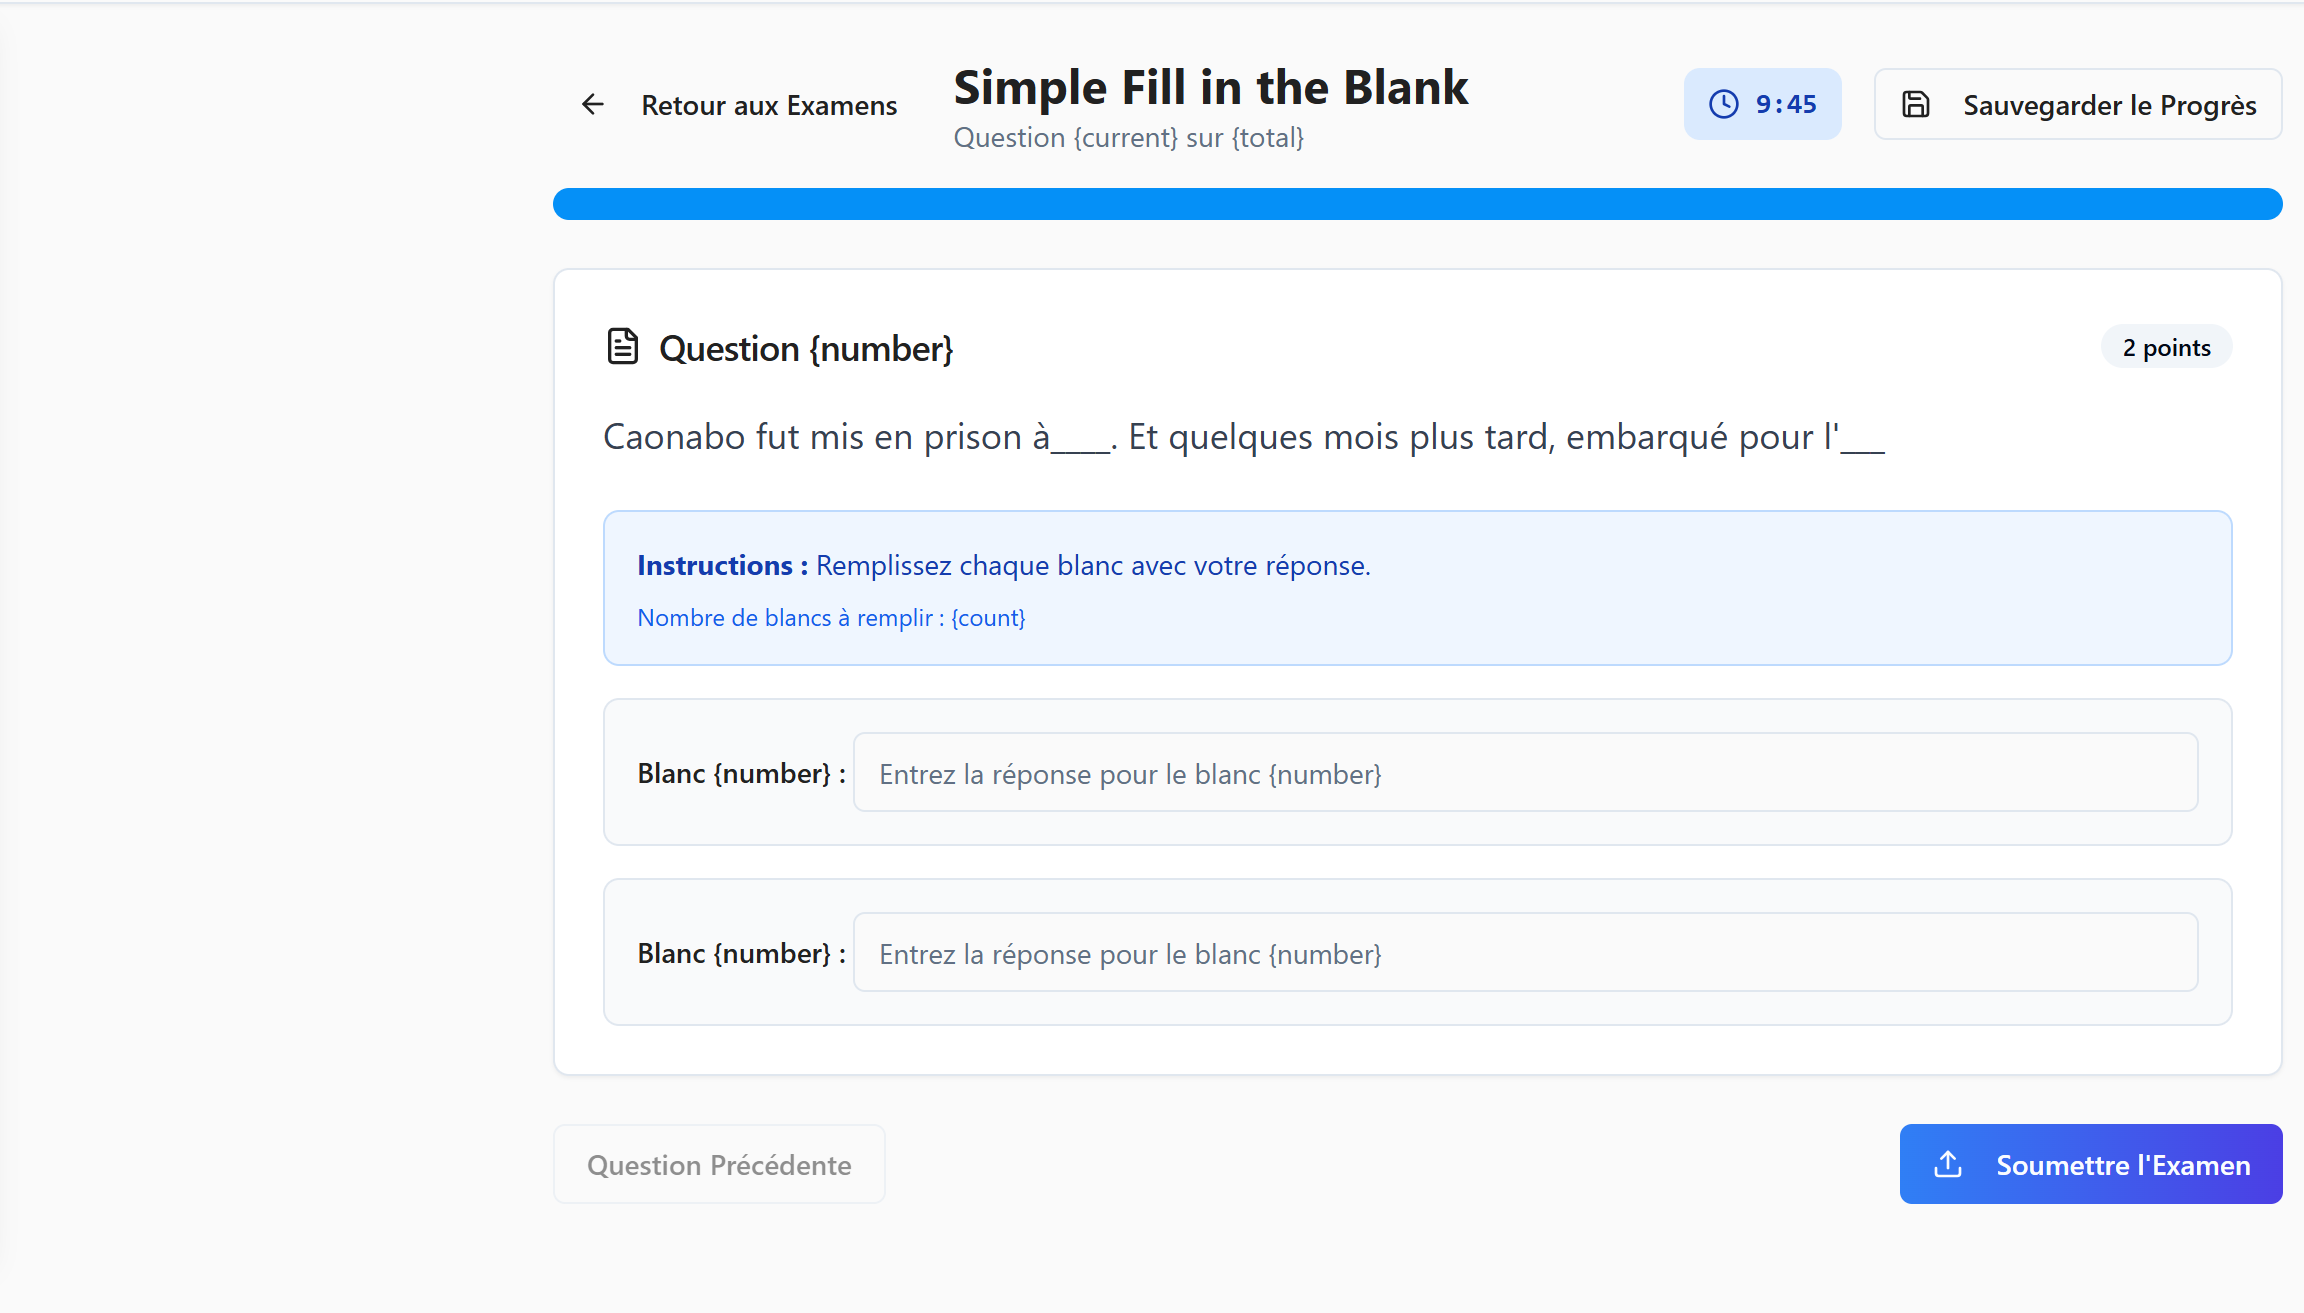 Retour aux Examens
Simple Fill in the Blank
Question {current} sur {total}
9:45
Sauvegarder le Progrès
Question {number}
2 points
Caonabo fut mis en prison à____. Et quelques mois plus tard, embarqué pour l'___
Instructions : Remplissez chaque blanc avec votre réponse.
Nombre de blancs à remplir : {count}
Blanc {number} : Entrez la réponse pour le blanc {number}
Blanc {number} : Entrez la réponse pour le blanc {number}
Question Précédente
Soumettre l'Examen